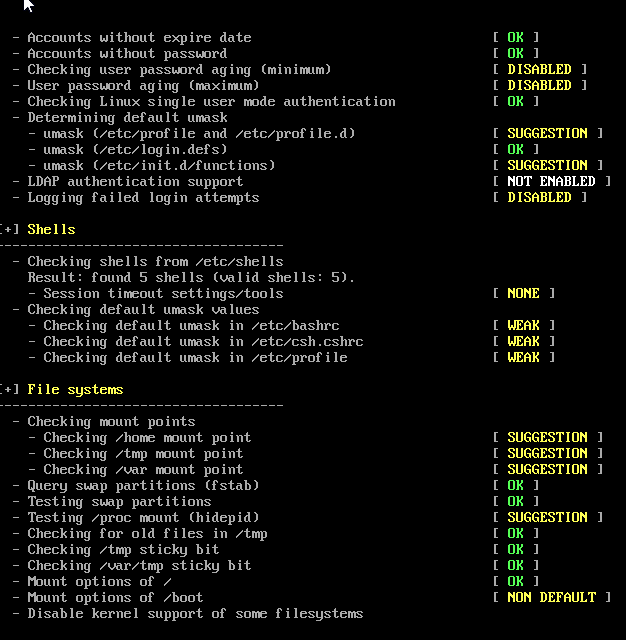 - Accounts without expire date [ OK ]
- Accounts without password [ OK ]
- Checking user password aging (minimum) [ DISABLED ]
- User password aging (maximum) [ DISABLED ]
- Checking Linux single user mode authentication [ OK ]
- Determining default umask
- umask (/etc/profile and /etc/profile.d) [ SUGGESTION ]
- umask (/etc/login.defs) [ OK ]
- umask (/etc/init.d/functions) [ SUGGESTION ]
- LDAP authentication support [ NOT ENABLED ]
- Logging failed login attempts [ DISABLED ]
[+] Shells
------------------------------------
- Checking shells from /etc/shells
Result: found 5 shells (valid shells: 5).
- Session timeout settings/tools [ NONE ]
- Checking default umask values
- Checking default umask in /etc/bashrc [ WEAK ]
- Checking default umask in /etc/csh.cshrc [ WEAK ]
- Checking default umask in /etc/profile [ WEAK ]
[+] File systems
------------------------------------
- Checking mount points
- Checking /home mount point [ SUGGESTION ]
- Checking /tmp mount point [ SUGGESTION ]
- Checking /var mount point [ SUGGESTION ]
- Query swap partitions (fstab) [ OK ]
- Testing swap partitions [ OK ]
- Testing /proc mount (hidepid) [ SUGGESTION ]
- Checking for old files in /tmp [ OK ]
- Checking /tmp sticky bit [ OK ]
- Checking /var/tmp sticky bit [ OK ]
- Mount options of / [ OK ]
- Mount options of /boot [ NON DEFAULT ]
- Disable kernel support of some filesystems